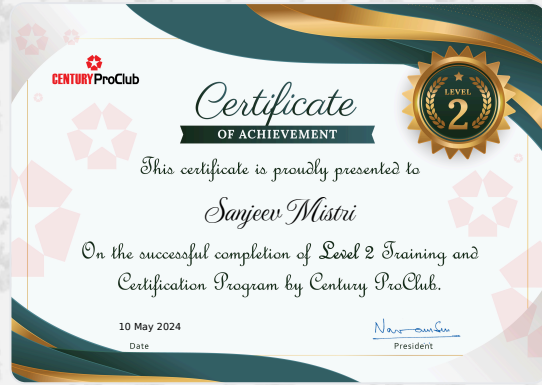 CENTURY ProClub
Certificate
OF ACHIEVEMENT
LEVEL
2
This certificate is proudly presented to
Sanjeev Mistri
On the successful completion of Level 2 Training and
Certification Program by Century ProClub.
10 May 2024
Date
President